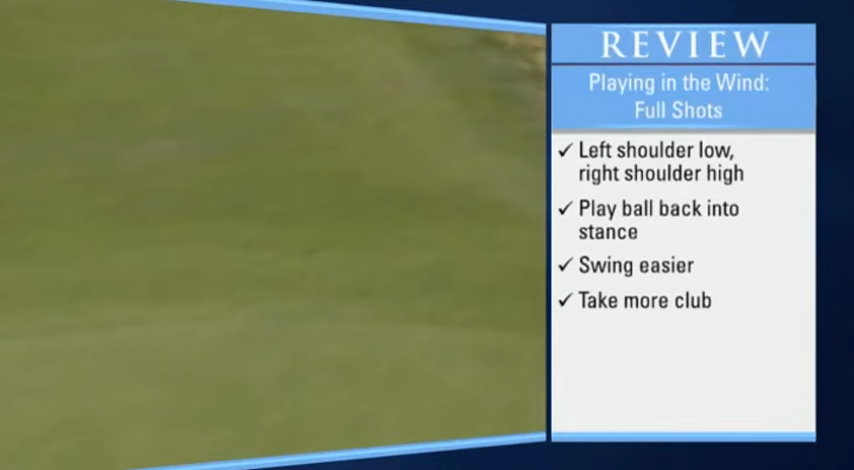 REVIEW
Playing in the Wind:
Full Shots
✓ Left shoulder low,
right shoulder high
✓ Play ball back into
stance
✓ Swing easier
✓ Take more club